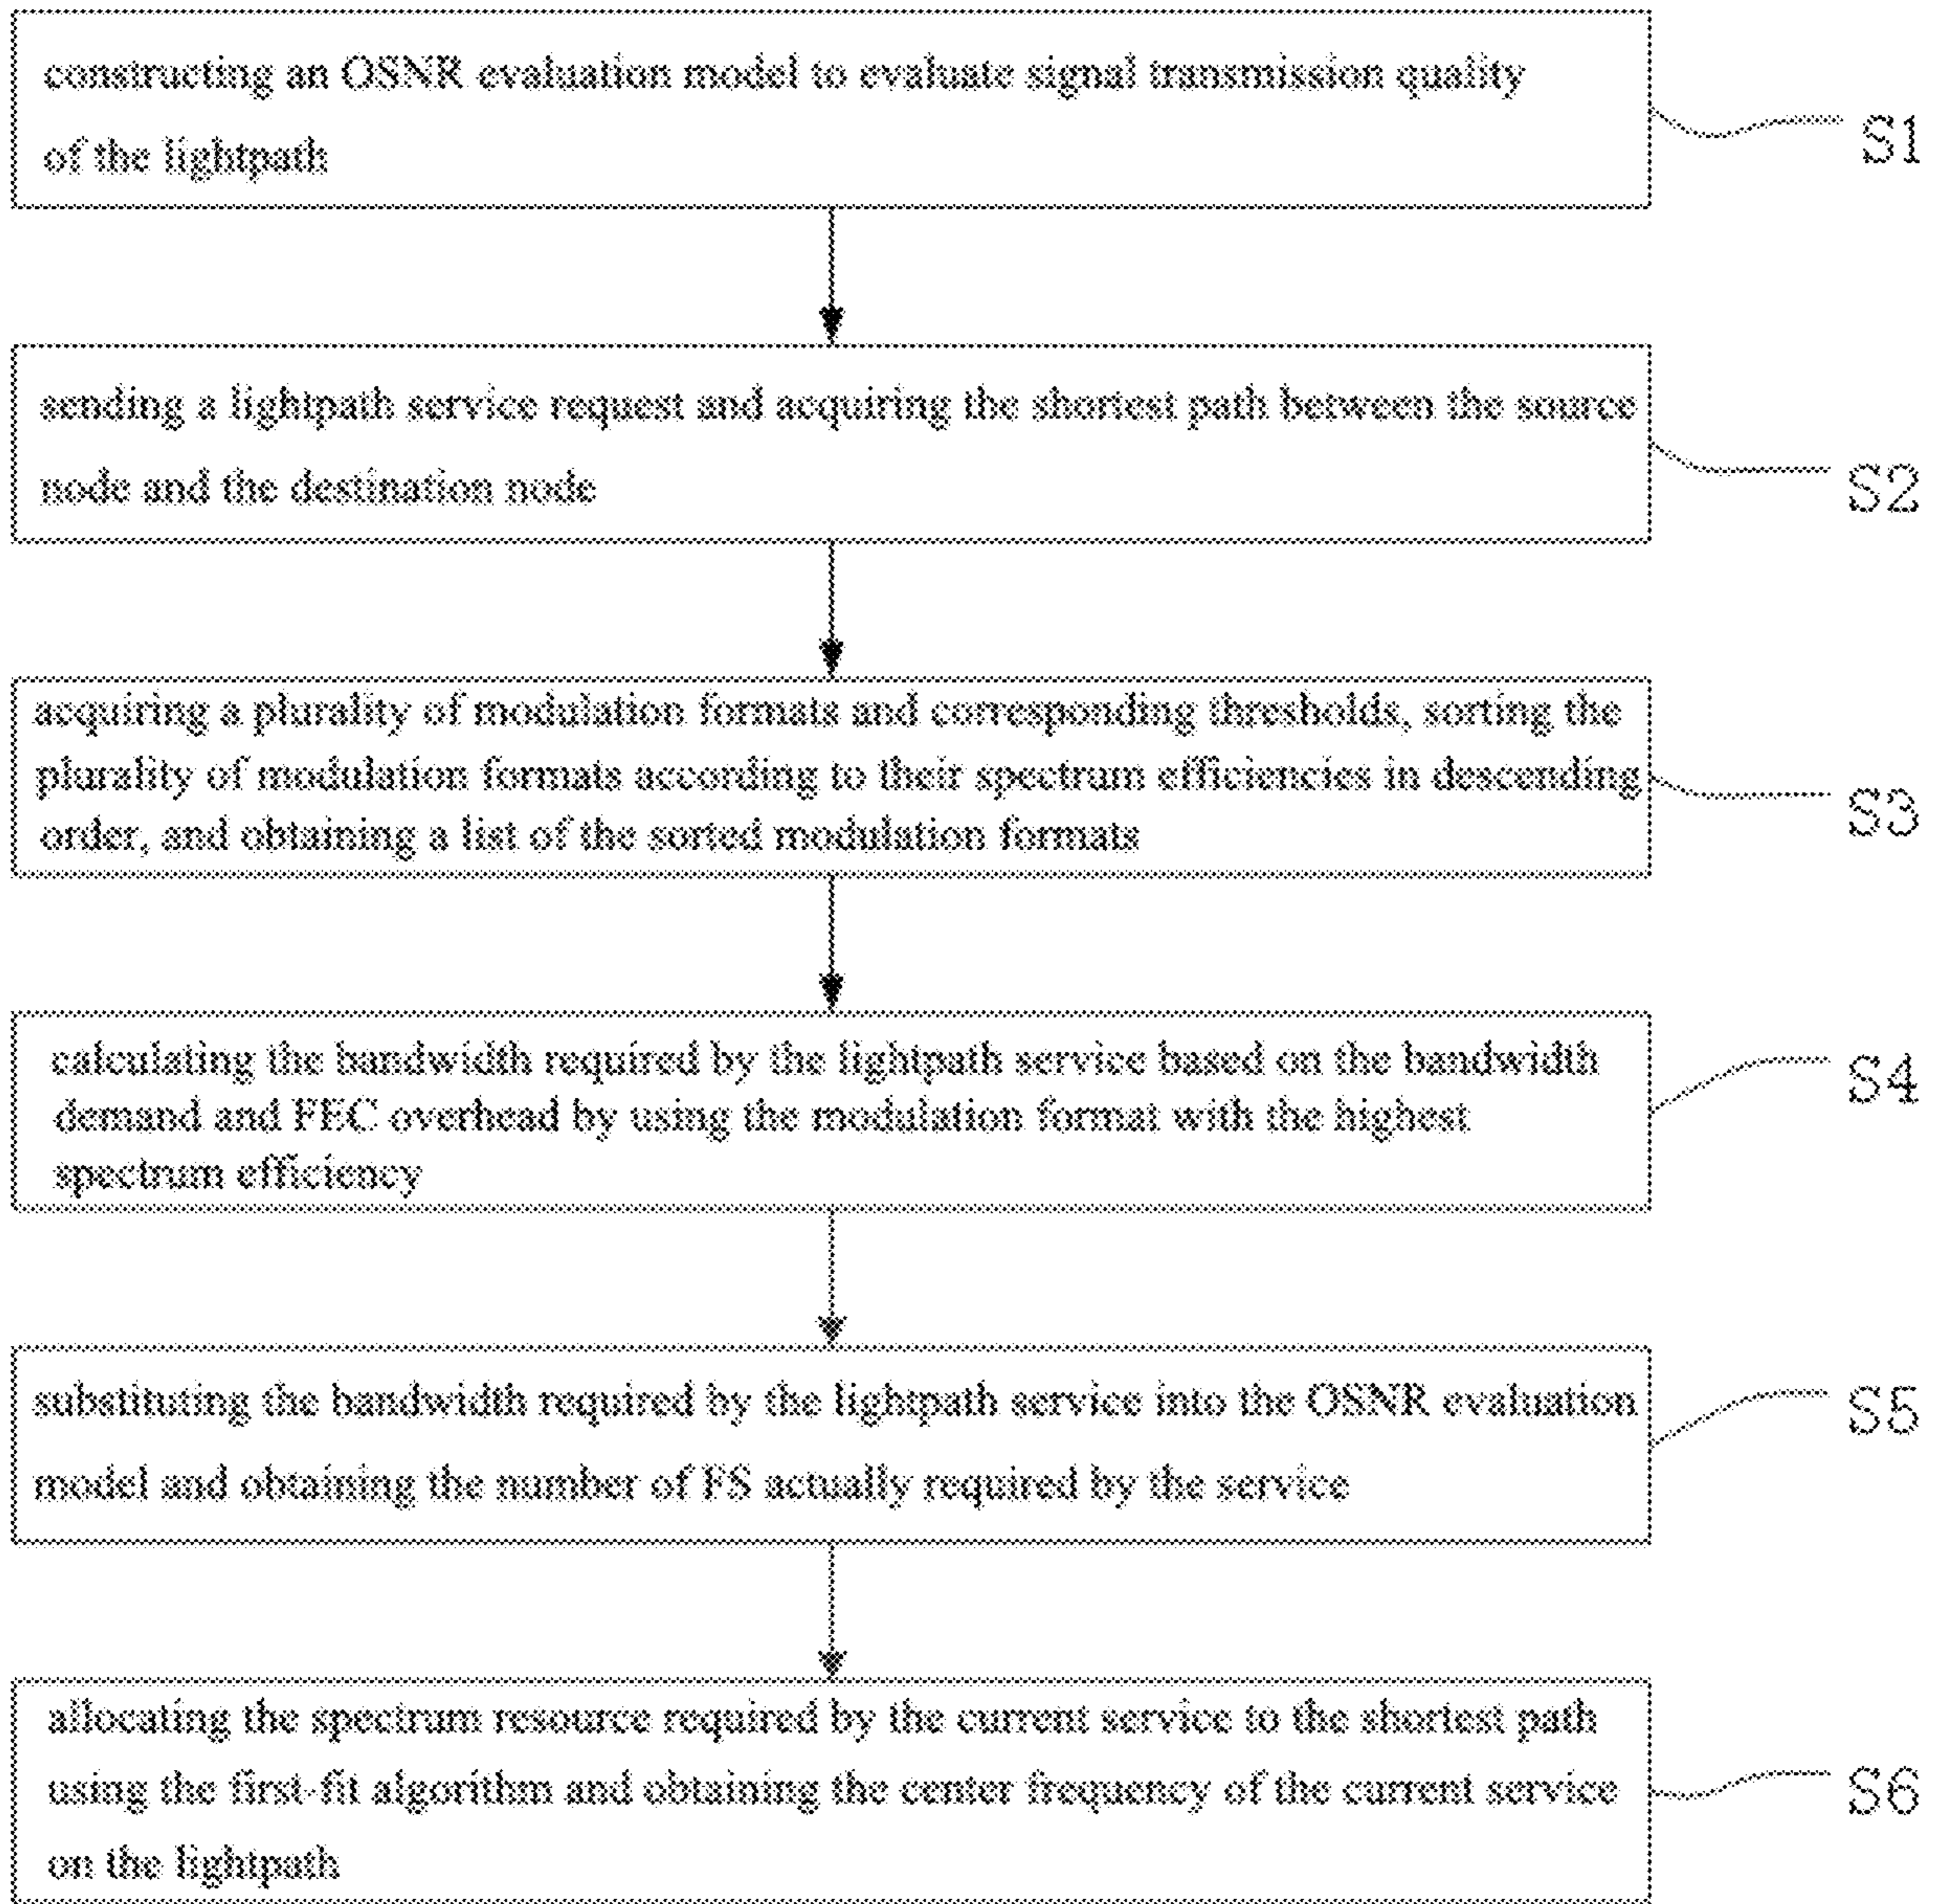 constructing an OSNR evaluation model to evaluate signal transmission quality
of the lightpath
S1
sending a lightpath service request and acquiring the shortest path between the source
node and the destination node
S2
acquiring a plurality of modulation formats and corresponding thresholds, sorting the
plurality of modulation formats according to their spectrum efficiencies in descending
order, and obtaining a list of the sorted modulation formats
S3
calculating the bandwidth required by the lightpath service based on the bandwidth
demand and FEC overhead by using the modulation format with the highest
spectrum efficiency
S4
substituting the bandwidth required by the lightpath service into the OSNR evaluation
model and obtaining the number of FS actually required by the service
S5
allocating the spectrum resource required by the current service to the shortest path
using the first-fit algorithm and obtaining the center frequency of the current service
on the lightpath
S6